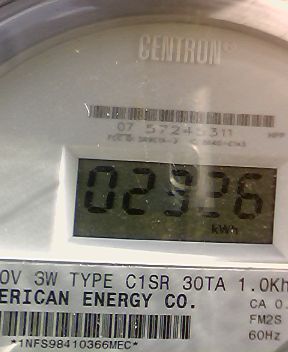 CENTRON®
07 57245311
02926
kWh
0V 3W TYPE C1SR 30TA 1.0Kh
ERICAN ENERGY CO.
CA 0.
FM2S
60Hz
*1NFS98410366MEC*